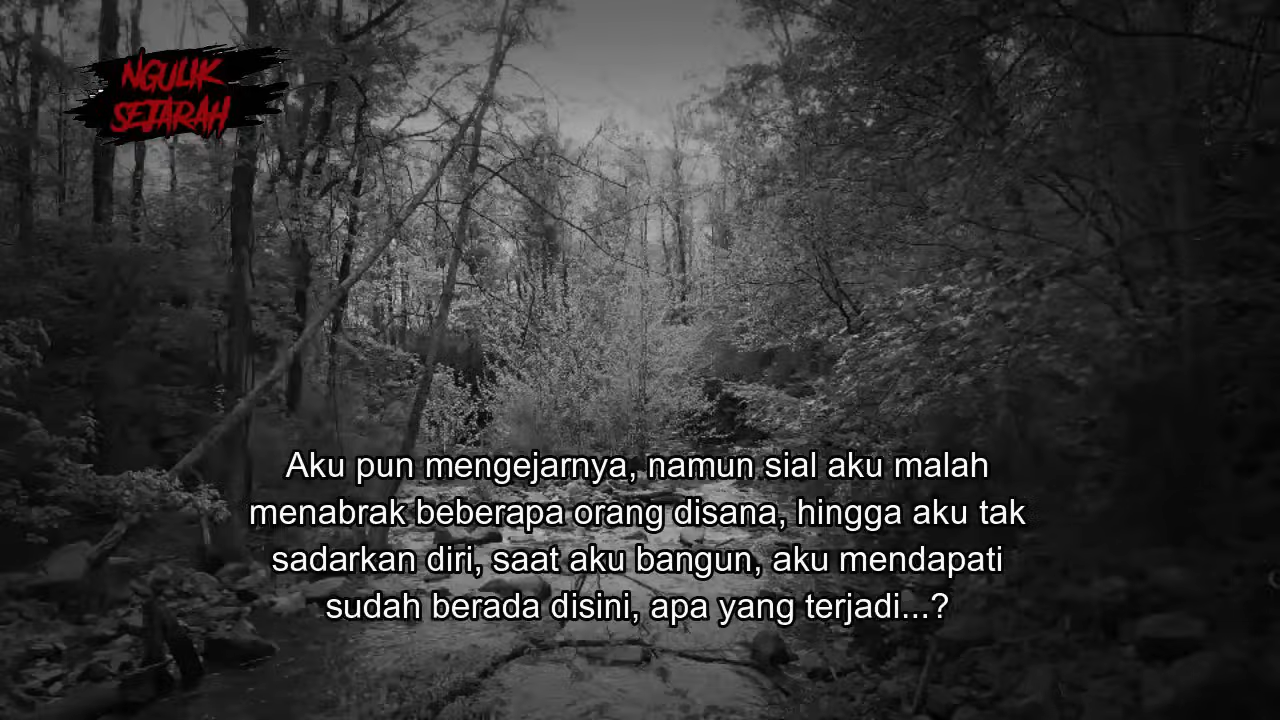 NGULIK
SEJARAH
Aku pun mengejarnya, namun sial aku malah
menabrak beberapa orang disana, hingga aku tak
sadarkan diri, saat aku bangun, aku mendapati
sudah berada disini, apa yang terjadi...?